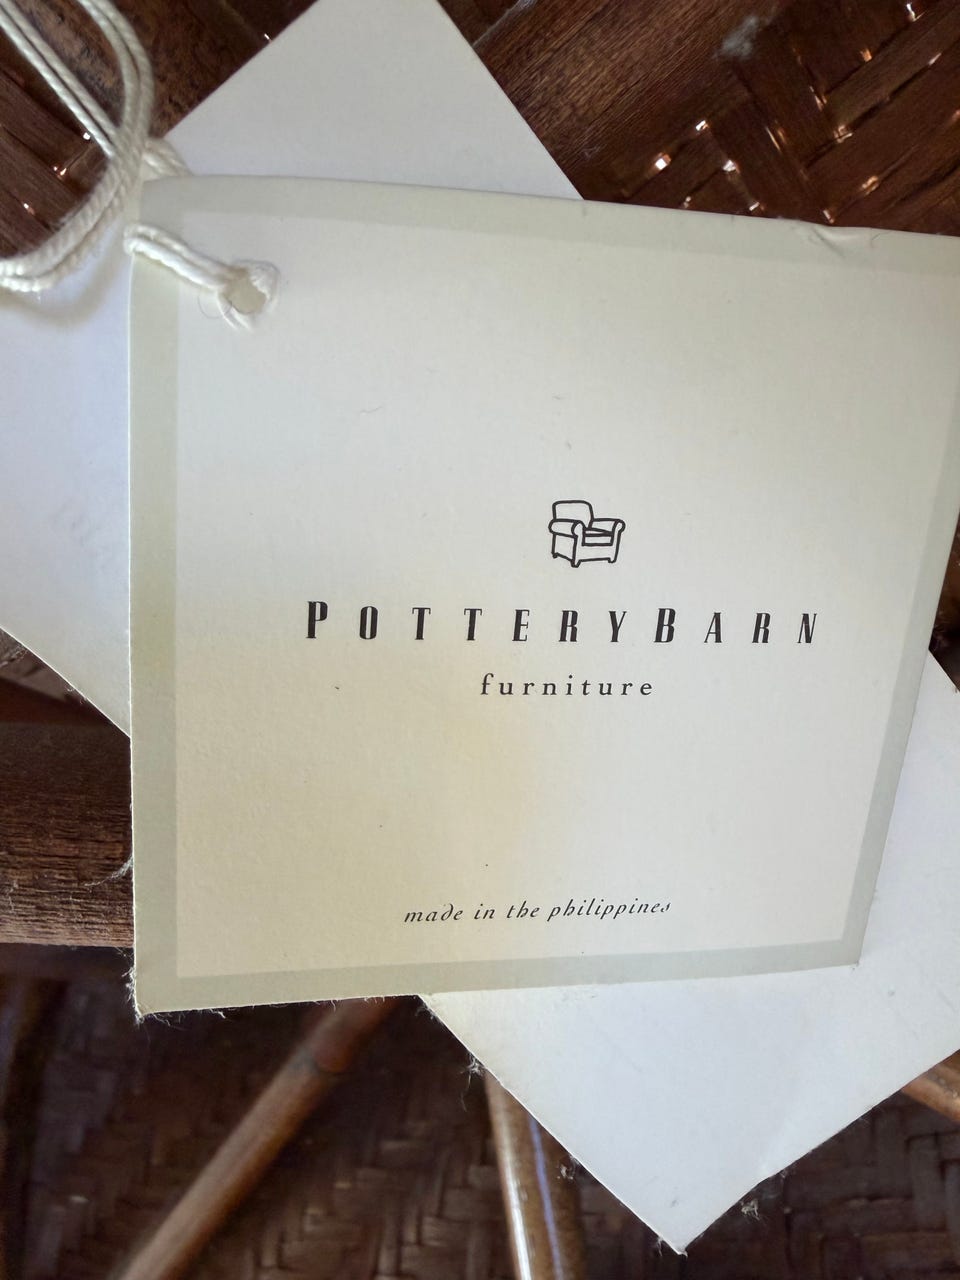 POTTERYBARN
furniture
made in the philippines